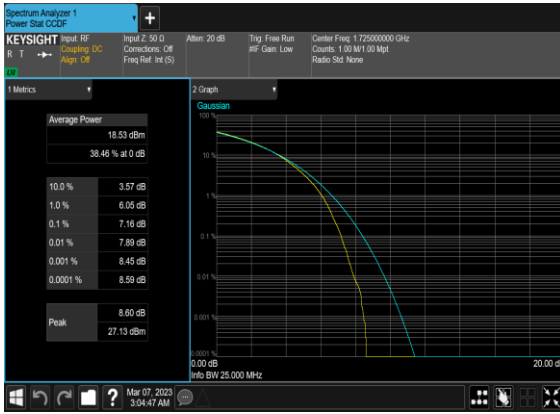 Spectrum Analyzer 1
Power Stat CCDF
KEYSIGHT
R T
LVI
Input: RF
Coupling: DC
Align: Off
Input Z: 50 Ω
Corrections: Off
Freq Ref: Int (S)
Atten: 20 dB
Trig: Free Run
#IF Gain: Low
Center Freq: 1.725000000 GHz
Counts: 1.00 M/1.00 Mpt
Radio Std: None
1 Metrics
Average Power
18.53 dBm
38.46 % at 0 dB
10.0 % 3.57 dB
1.0 % 6.05 dB
0.1 % 7.16 dB
0.01 % 7.89 dB
0.001 % 8.45 dB
0.0001 % 8.59 dB
Peak
8.60 dB
27.13 dBm
2 Graph
Gaussian
100 %
10 %
1 %
0.1 %
0.01 %
0.001 %
0.0001 %
0.00 dB
20.00 d
Info BW 25.000 MHz
?
Mar 07, 2023
3:04:47 AM